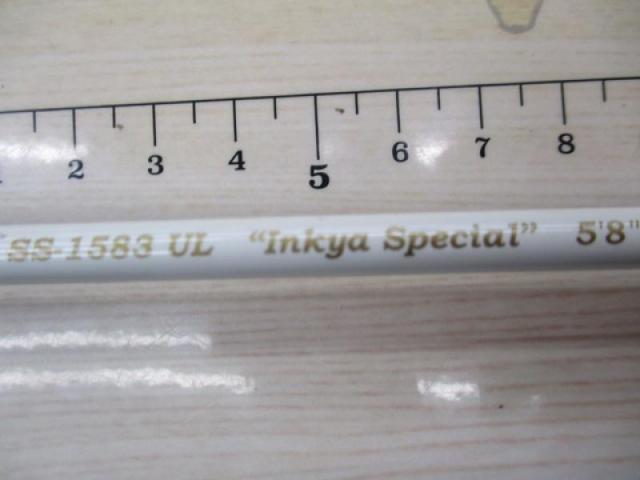 2 3 4 5 6 7 8
SS-1583 UL “Inkya Special” 5'8"